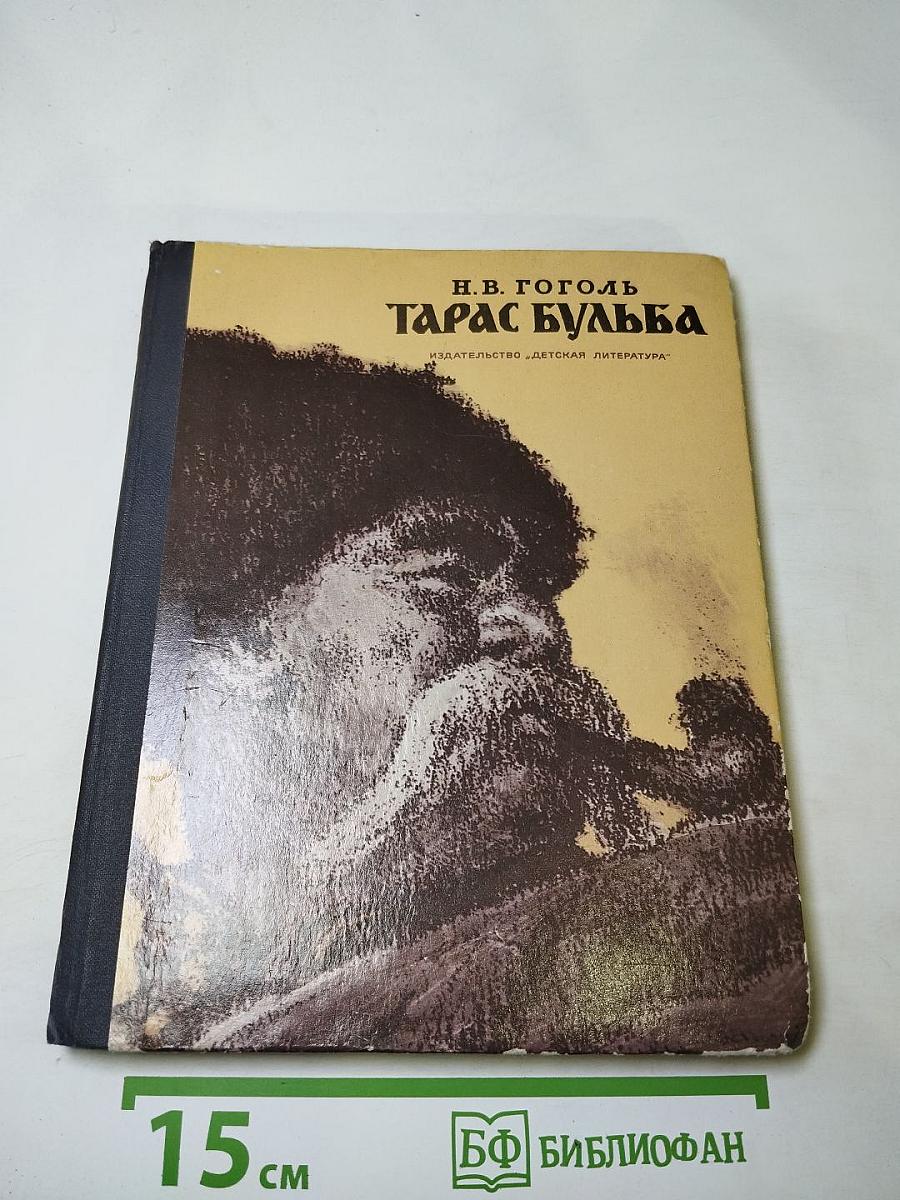 Н.В. ГОГОЛЬ
ТАРАС БУЛЬБА
ИЗДАТЕЛЬСТВО „ДЕТСКАЯ ЛИТЕРАТУРА"
15 см
БФ БИБЛИОФАН